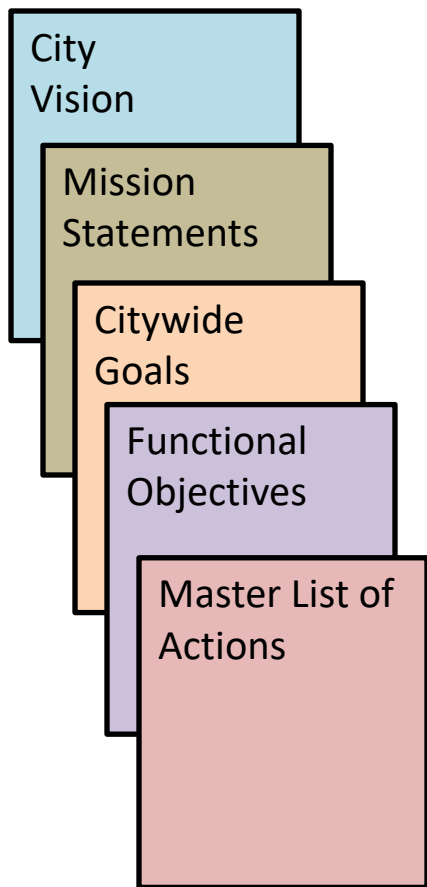 City
Vision
Mission
Statements
Citywide
Goals
Functional
Objectives
Master List of
Actions